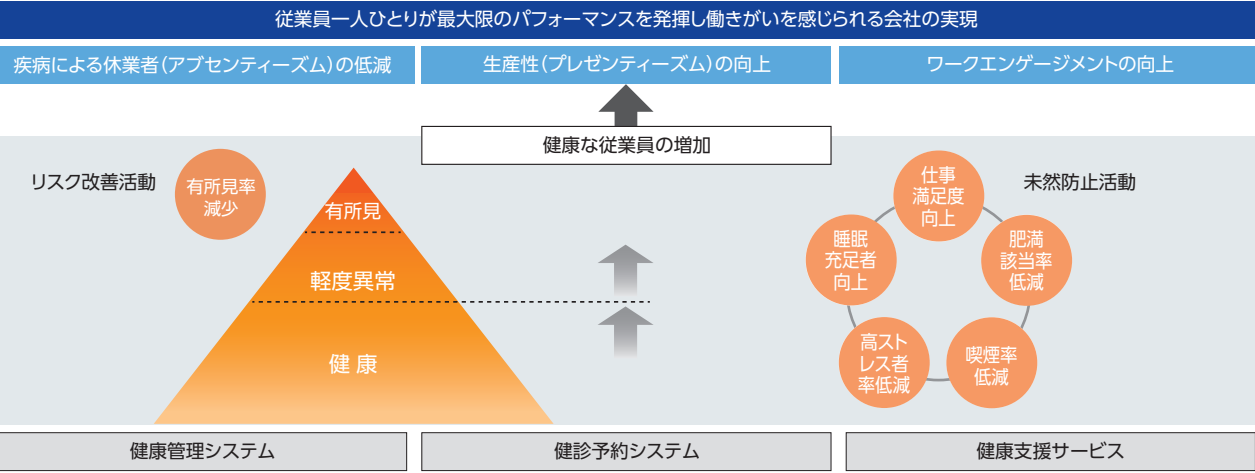 従業員一人ひとりが最大限のパフォーマンスを発揮し働きがいを感じられる会社の実現
疾病による休業者(アブセンティーズム)の低減
生産性(プレゼンティーズム)の向上
ワークエンゲージメントの向上
健康な従業員の増加
リスク改善活動
有所見率
減少
有所見
軽度異常
健康
未然防止活動
仕事
満足度
向上
肥満
該当率
低減
喫煙率
低減
高スト
レス者
率低減
睡眠
充足者
向上
健康管理システム
健診予約システム
健康支援サービス